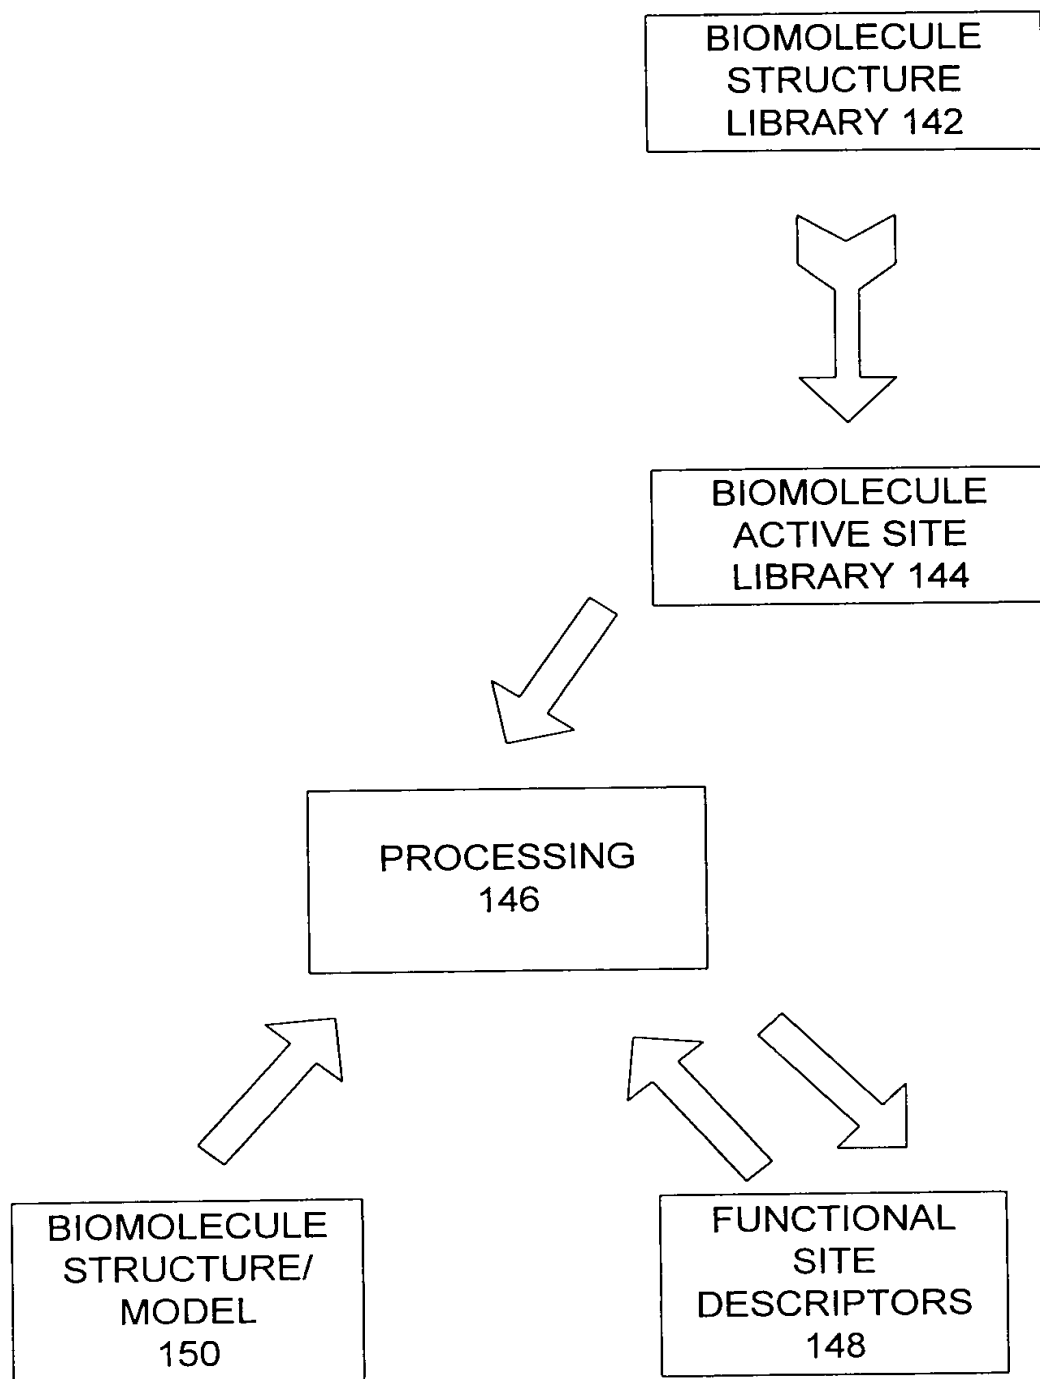 BIOMOLECULE
STRUCTURE
LIBRARY 142
BIOMOLECULE
ACTIVE SITE
LIBRARY 144
PROCESSING
146
BIOMOLECULE
STRUCTURE/
MODEL
150
FUNCTIONAL
SITE
DESCRIPTORS
148